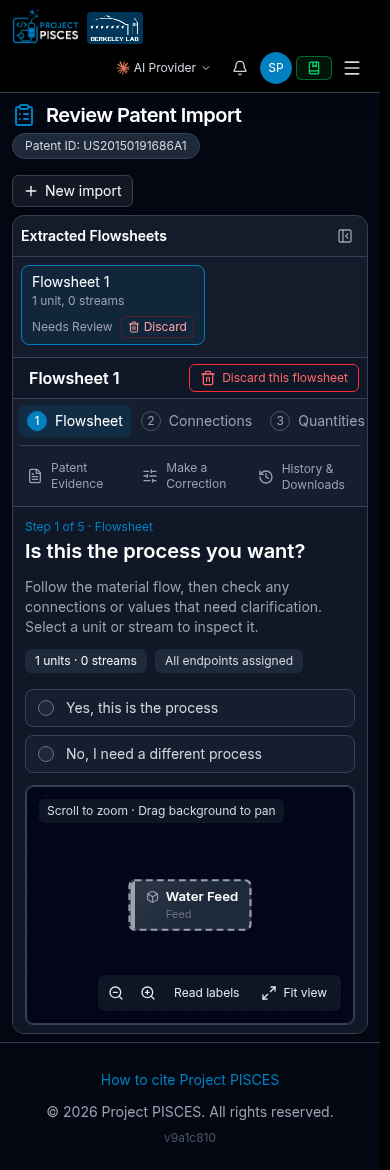 PROJECT
PISCES
BERKELEY LAB
AI Provider
SP
Review Patent Import
Patent ID: US20150191686A1
New import
Extracted Flowsheets
Flowsheet 1
1 unit, 0 streams
Needs Review
Discard
Flowsheet 1
Discard this flowsheet
1 Flowsheet
2 Connections
3 Quantities
Patent
Evidence
Make a
Correction
History &
Downloads
Step 1 of 5 · Flowsheet
Is this the process you want?
Follow the material flow, then check any
connections or values that need clarification.
Select a unit or stream to inspect it.
1 units · 0 streams
All endpoints assigned
Yes, this is the process
No, I need a different process
Scroll to zoom · Drag background to pan
Water Feed
Feed
Read labels
Fit view
How to cite Project PISCES
© 2026 Project PISCES. All rights reserved.
v9a1c810